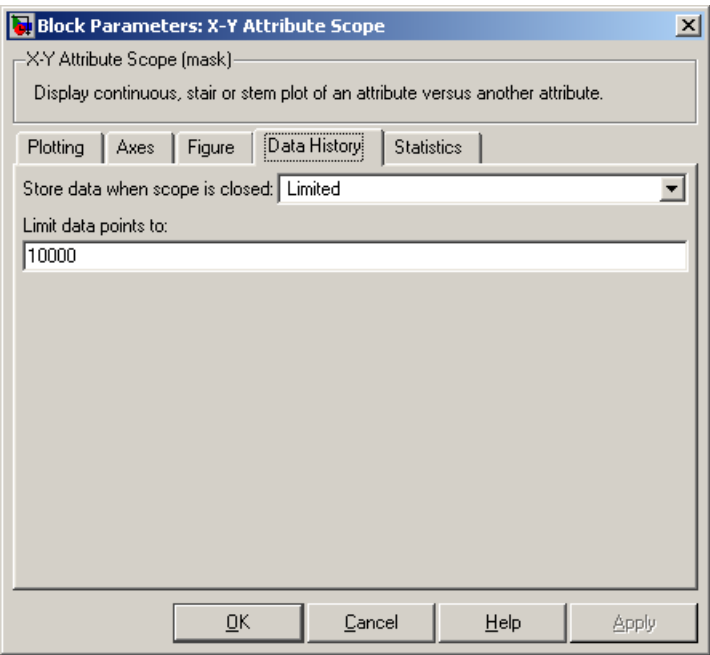 Block Parameters: X-Y Attribute Scope
X-Y Attribute Scope (mask)
Display continuous, stair or stem plot of an attribute versus another attribute.
Plotting Axes Figure Data History Statistics
Store data when scope is closed: Limited
Limit data points to:
10000
OK Cancel Help Apply